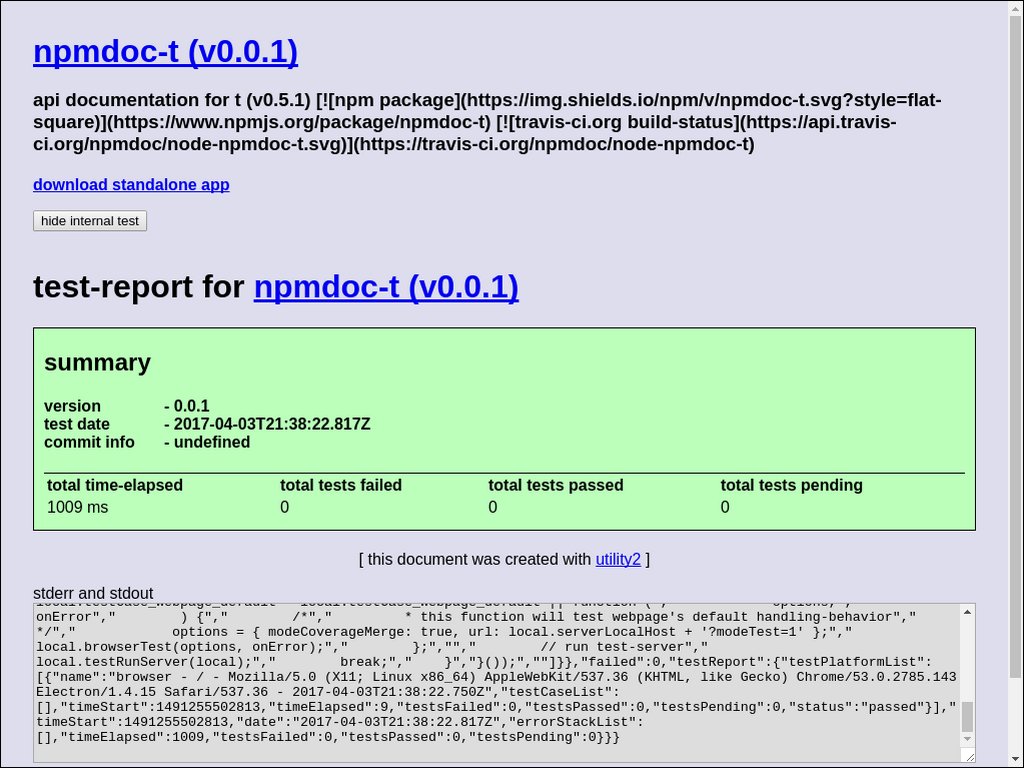 npmdoc-t (v0.0.1)
api documentation for t (v0.5.1) [![npm package](https://img.shields.io/npm/v/npmdoc-t.svg?style=flat-
square)](https://www.npmjs.org/package/npmdoc-t) [![travis-ci.org build-status](https://api.travis-
ci.org/npmdoc/node-npmdoc-t.svg)](https://travis-ci.org/npmdoc/node-npmdoc-t)
download standalone app
hide internal test
test-report for npmdoc-t (v0.0.1)
summary
version - 0.0.1
test date - 2017-04-03T21:38:22.817Z
commit info - undefined
total time-elapsed total tests failed total tests passed total tests pending
1009 ms 0 0 0
[ this document was created with utility2 ]
stderr and stdout
onError","        ) {","        /*","         * this function will test webpage's default handling-behavior","
*/","            options = { modeCoverageMerge: true, url: local.serverLocalHost + '?modeTest=1' };","
local.browserTest(options, onError);","        };","","        // run test-server","
local.testRunServer(local);","        break;","    }","}());",""]}},"failed":0,"testReport":{"testPlatformList":
[{"name":"browser - / - Mozilla/5.0 (X11; Linux x86_64) AppleWebKit/537.36 (KHTML, like Gecko) Chrome/53.0.2785.143
Electron/1.4.15 Safari/537.36 - 2017-04-03T21:38:22.750Z","testCaseList":
[],"timeStart":1491255502813,"timeElapsed":9,"testsFailed":0,"testsPassed":0,"testsPending":0,"status":"passed"}],"
timeStart":1491255502813,"date":"2017-04-03T21:38:22.817Z","errorStackList":
[],"timeElapsed":1009,"testsFailed":0,"testsPassed":0,"testsPending":0}}}